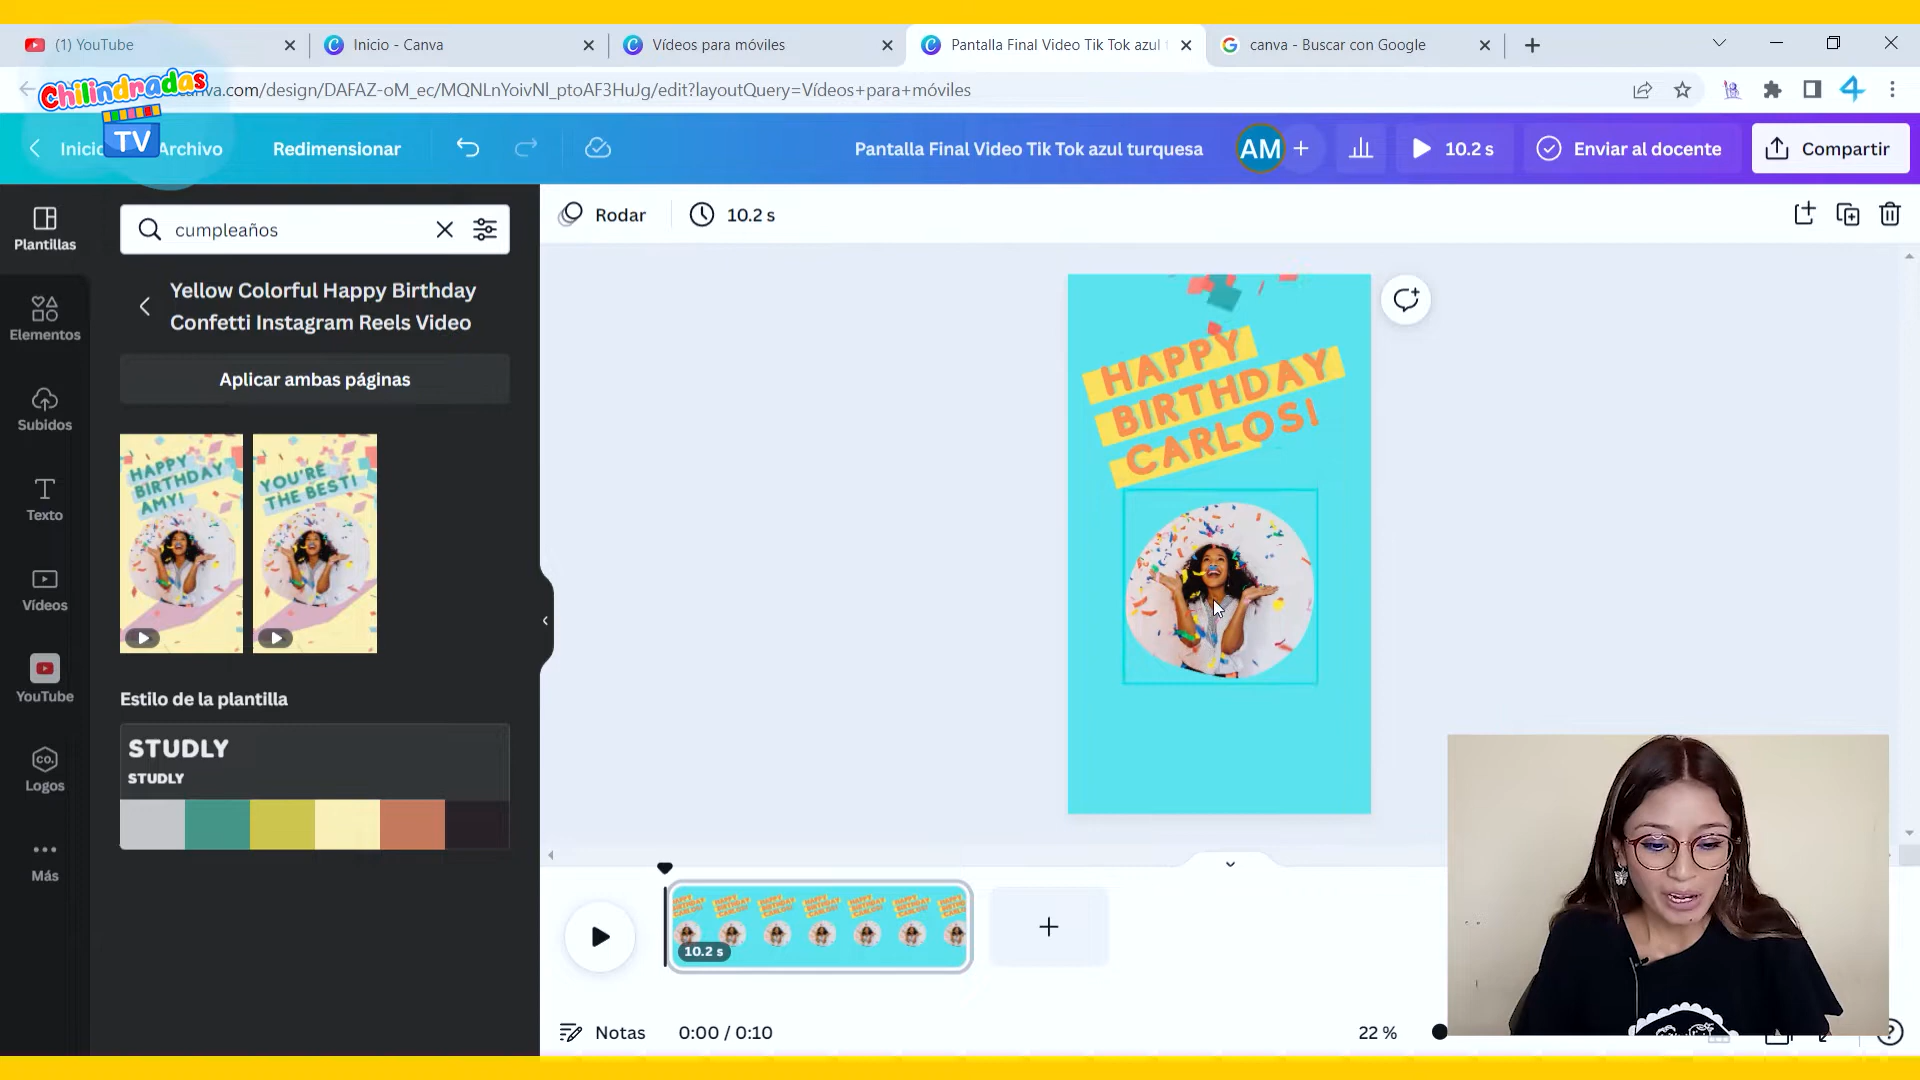 (1) YouTube
Inicio - Canva
Vídeos para móviles
Pantalla Final Video Tik Tok azul
canva - Buscar con Google
Chilindradas
TV
.com/design/DAFAZ-oM_ec/MQNLnYoivNl_ptoAF3HuJg/edit?layoutQuery=Vídeos+para+móviles
Archivo
Redimensionar
Pantalla Final Video Tik Tok azul turquesa
AM
10.2 s
Enviar al docente
Compartir
Plantillas
Elementos
Subidos
Texto
Vídeos
YouTube
CO.
Logos
Más
cumpleaños
Yellow Colorful Happy Birthday
Confetti Instagram Reels Video
Aplicar ambas páginas
HAPPY
BIRTHDAY
AMY!
YOU'RE
THE BEST!
Estilo de la plantilla
STUDLY
STUDLY
Rodar
10.2 s
HAPPY
BIRTHDAY
CARLOS!
10.2 s
Notas
0:00 / 0:10
22 %